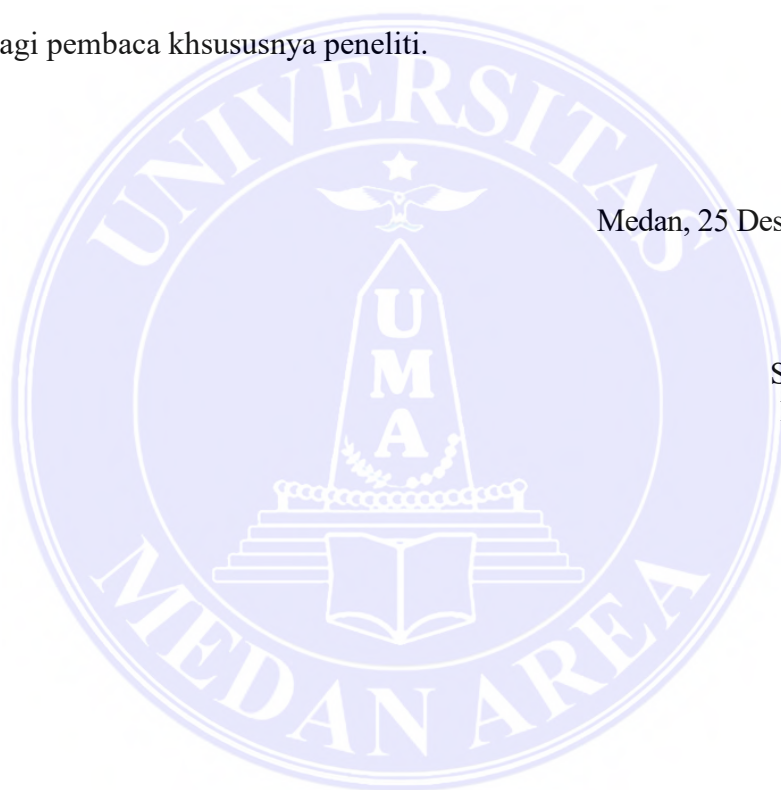 agi pembaca khsususnya peneliti.
UNIVERSITAS
Medan, 25 Des
U
M
A
S
MEDAN AREA